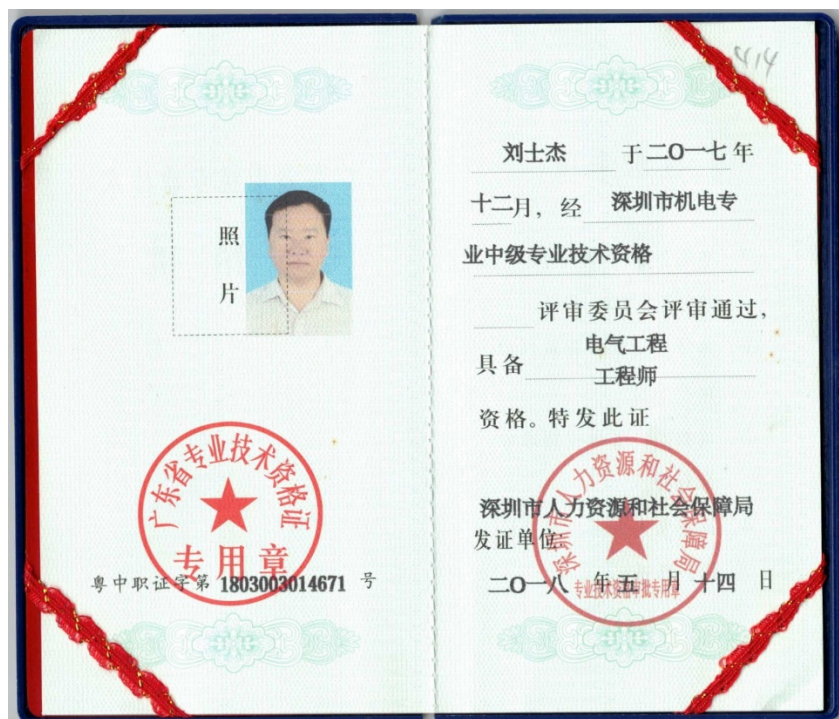 照
片
广东省专业技术资格证
专用章
粤中职证字第 1803003014671 号
414
刘士杰 于二O一七年
十二月，经 深圳市机电专
业中级专业技术资格
评审委员会评审通过，
具备 电气工程
工程师
资格。特发此证
深圳市人力资源和社会保障局
深圳市人力资源和社会保障局
发证单位
专业技术资格审批专用章
二O一八 年五 月十四 日